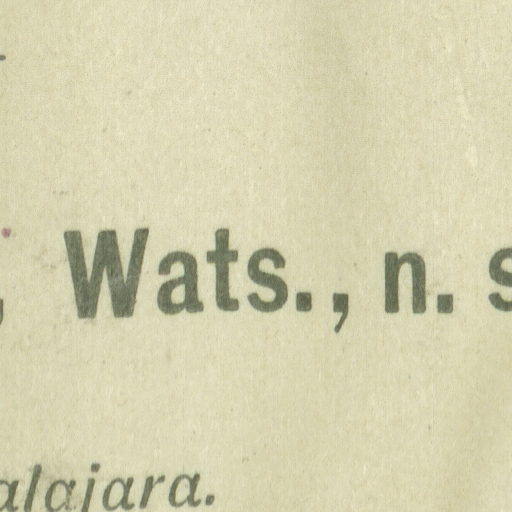 , Wats., n. s
alajara.